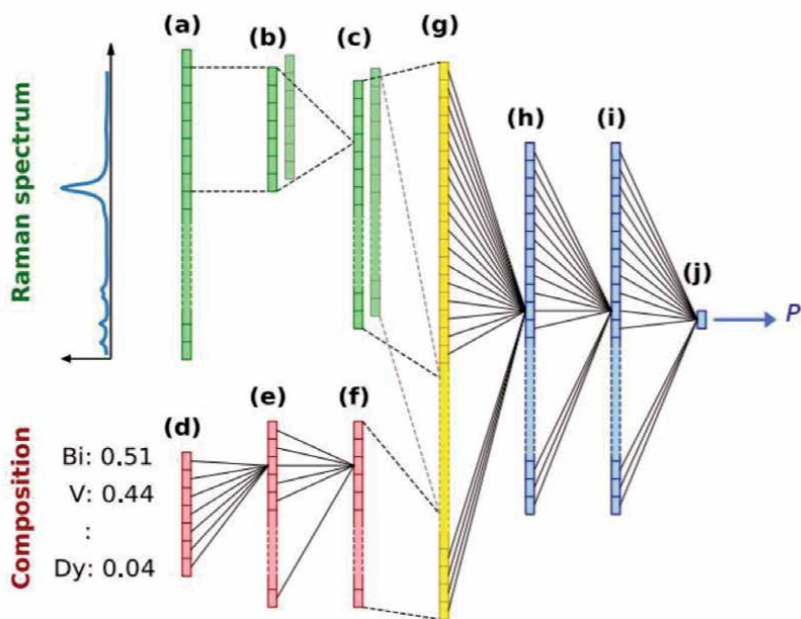 (a)
(b)
(c)
(g)
(h)
(i)
(j)
Raman spectrum
P
(d)
(e)
(f)
Composition
Bi: 0.51
V: 0.44
:
Dy: 0.04